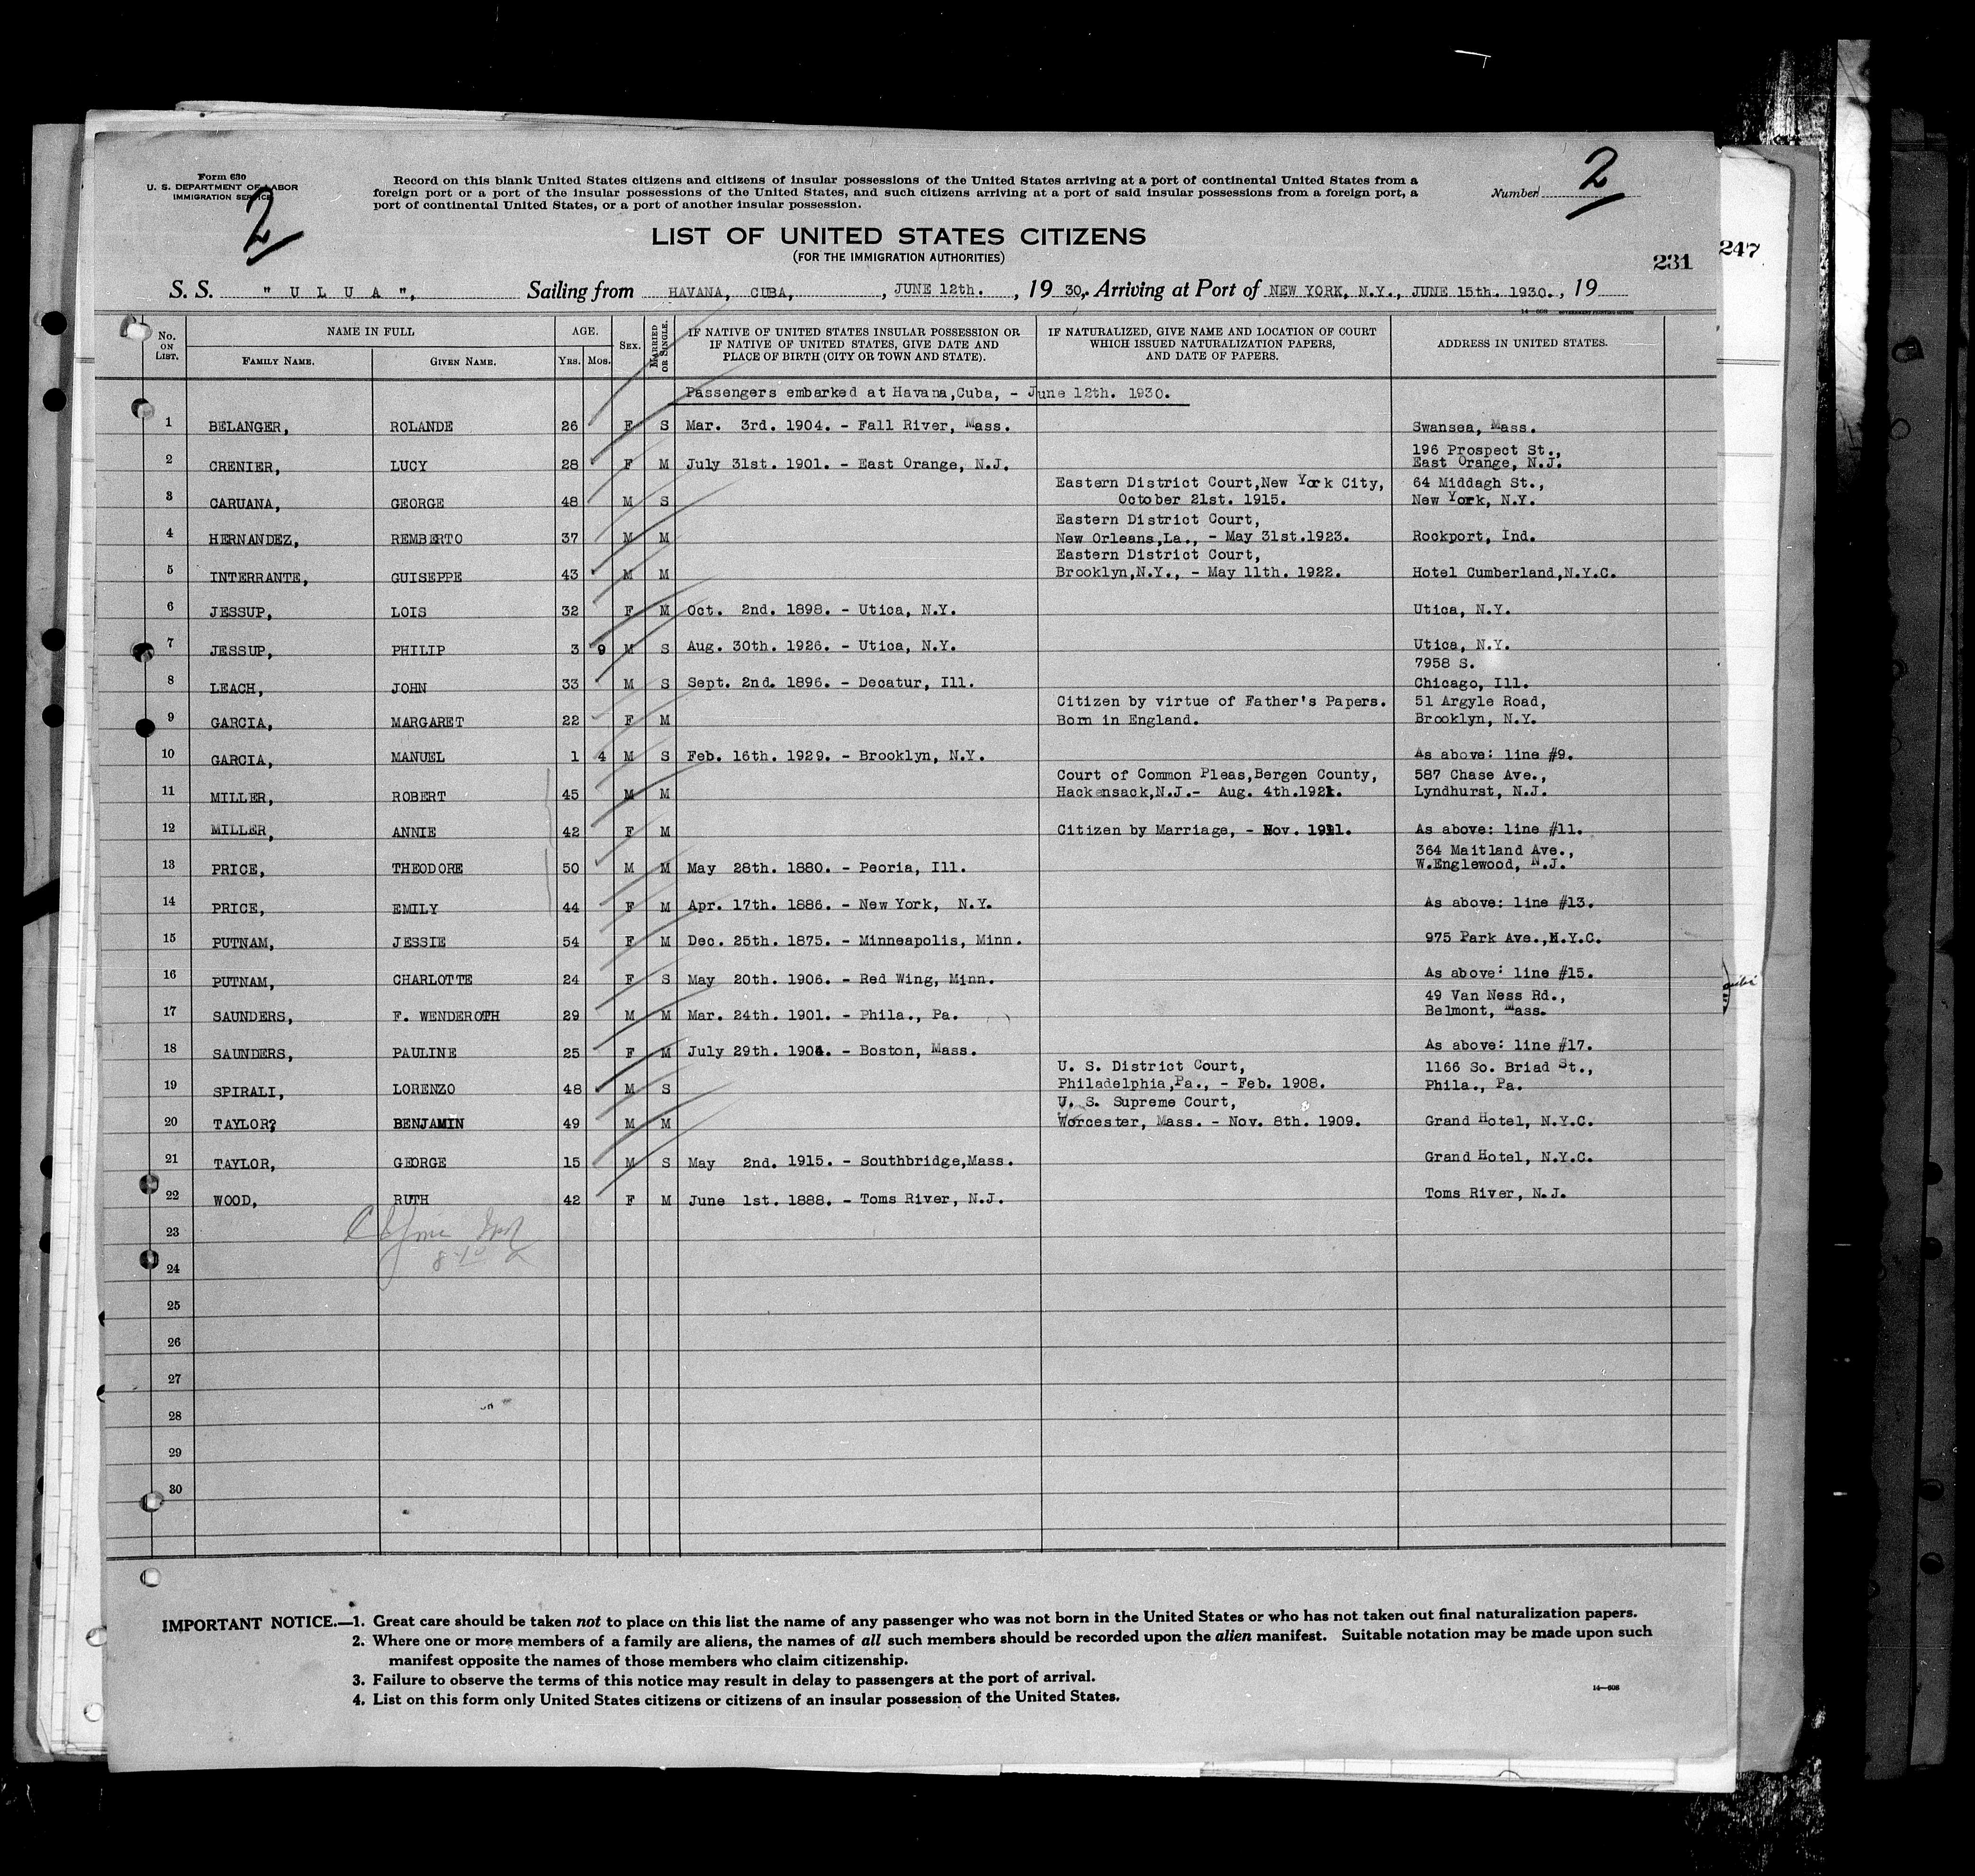 Form 630
U. S. DEPARTMENT OF LABOR
IMMIGRATION SERVICE
2
Record on this blank United States citizens and citizens of insular possessions of the United States arriving at a port of continental United States from a
foreign port or a port of the insular possessions of the United States, and such citizens arriving at a port of said insular possessions from a foreign port, a
port of continental United States, or a port of another insular possession.
Number 2
LIST OF UNITED STATES CITIZENS
(FOR THE IMMIGRATION AUTHORITIES)
231
247
S. S. " U L U A ", Sailing from HAVANA, CUBA, , JUNE 12th. , 19 30, Arriving at Port of NEW YORK, N.Y., JUNE 15th. 1930. , 19
14—608 GOVERNMENT PRINTING OFFICE
No. ON LIST. NAME IN FULL AGE. SEX. MARRIED OR SINGLE. IF NATIVE OF UNITED STATES INSULAR POSSESSION OR IF NATIVE OF UNITED STATES, GIVE DATE AND PLACE OF BIRTH (CITY OR TOWN AND STATE). IF NATURALIZED, GIVE NAME AND LOCATION OF COURT WHICH ISSUED NATURALIZATION PAPERS, AND DATE OF PAPERS. ADDRESS IN UNITED STATES.
FAMILY NAME. GIVEN NAME. YRS. MOS.
Passengers embarked at Havana,Cuba, - June 12th. 1930.
1 BELANGER, ROLANDE 26 F S Mar. 3rd. 1904. - Fall River, Mass. Swansea, Mass.
196 Prospect St.,
2 CRENIER, LUCY 28 F M July 31st. 1901. - East Orange, N.J. East Orange, N.J.
Eastern District Court,New York City, 64 Middagh St.,
3 CARUANA, GEORGE 48 M S October 21st. 1915. New York, N.Y.
Eastern District Court,
4 HERNANDEZ, REMBERTO 37 M M New Orleans,La., - May 31st.1923. Rockport, Ind.
Eastern District Court,
5 INTERRANTE, GUISEPPE 43 M M Brooklyn,N.Y., - May 11th. 1922. Hotel Cumberland,N.Y.C.
6 JESSUP, LOIS 32 F M Oct. 2nd. 1898. - Utica, N.Y. Utica, N.Y.
7 JESSUP, PHILIP 3 9 M S Aug. 30th. 1926. - Utica, N.Y. Utica, N.Y.
7958 S.
8 LEACH, JOHN 33 M S Sept. 2nd. 1896. - Decatur, Ill. Chicago, Ill.
Citizen by virtue of Father's Papers. 51 Argyle Road,
9 GARCIA, MARGARET 22 F M Born in England. Brooklyn, N.Y.
10 GARCIA, MANUEL 1 4 M S Feb. 16th. 1929. - Brooklyn, N.Y. As above: line #9.
Court of Common Pleas,Bergen County, 587 Chase Ave.,
11 MILLER, ROBERT 45 M M Hackensack,N.J.- Aug. 4th.1921. Lyndhurst, N.J.
12 MILLER, ANNIE 42 F M Citizen by Marriage, - Nov. 1911. As above: line #11.
364 Maitland Ave.,
13 PRICE, THEODORE 50 M M May 28th. 1880. - Peoria, Ill. W.Englewood, N.J.
14 PRICE, EMILY 44 F M Apr. 17th. 1886. - New York, N.Y. As above: line #13.
15 PUTNAM, JESSIE 54 F M Dec. 25th. 1875. - Minneapolis, Minn. 975 Park Ave.,N.Y.C.
16 PUTNAM, CHARLOTTE 24 F S May 20th. 1906. - Red Wing, Minn. As above: line #15.
49 Van Ness Rd.,
17 SAUNDERS, F. WENDEROTH 29 M M Mar. 24th. 1901. - Phila., Pa. Belmont, Mass.
18 SAUNDERS, PAULINE 25 F M July 29th. 1904. - Boston, Mass. As above: line #17.
U. S. District Court, 1166 So. Briad St.,
19 SPIRALI, LORENZO 48 M S Philadelphia,Pa., - Feb. 1908. Phila., Pa.
U. S. Supreme Court,
20 TAYLOR? BENJAMIN 49 M M Worcester, Mass. - Nov. 8th. 1909. Grand Hotel, N.Y.C.
21 TAYLOR, GEORGE 15 M S May 2nd. 1915. - Southbridge,Mass. Grand Hotel, N.Y.C.
22 WOOD, RUTH 42 F M June 1st. 1888. - Toms River, N.J. Toms River, N.J.
23
24
25
26
27
28
29
30
IMPORTANT NOTICE.—1. Great care should be taken not to place on this list the name of any passenger who was not born in the United States or who has not taken out final naturalization papers.
2. Where one or more members of a family are aliens, the names of all such members should be recorded upon the alien manifest. Suitable notation may be made upon such
manifest opposite the names of those members who claim citizenship.
3. Failure to observe the terms of this notice may result in delay to passengers at the port of arrival.
4. List on this form only United States citizens or citizens of an insular possession of the United States.
14—608